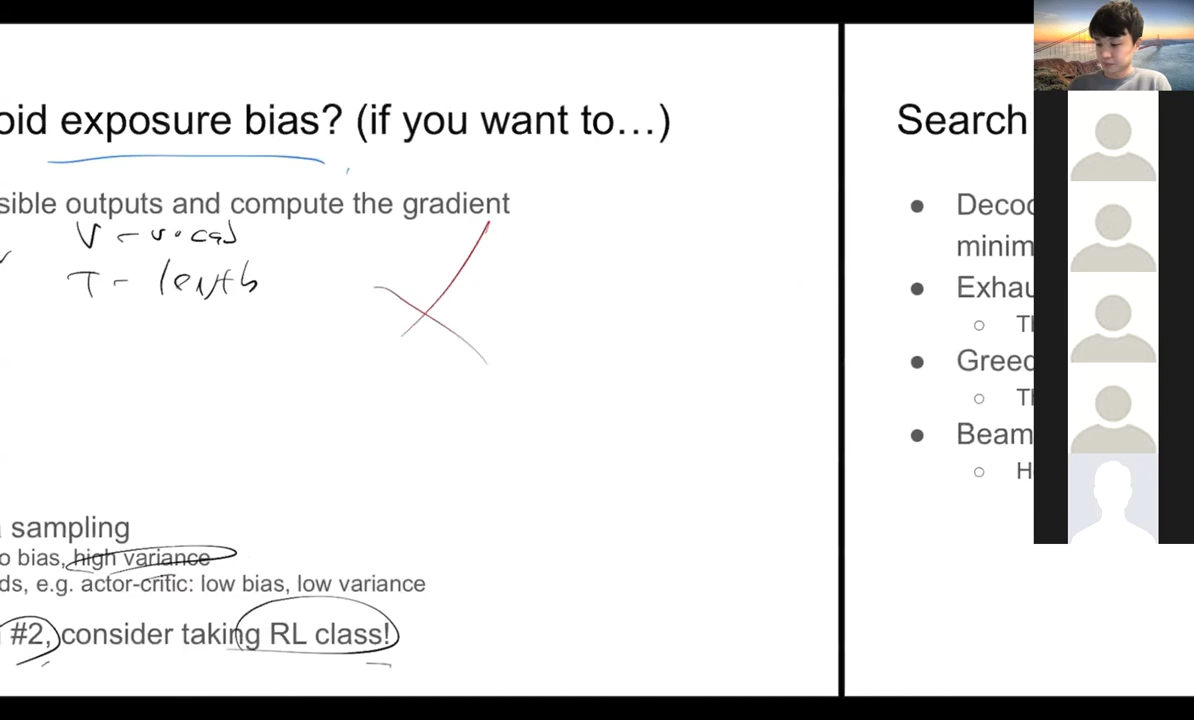 oid exposure bias? (if you want to…)
sible outputs and compute the gradient
V - vocab
T - length
sampling
o bias, high variance
ds, e.g. actor-critic: low bias, low variance
#2, consider taking RL class!
Search
Decod
minim
Exhau
Th
Greed
Th
Beam
H